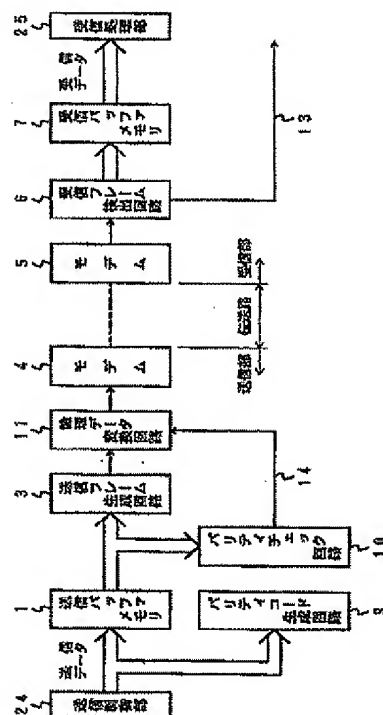 24
送信制御部
送信
データ
1
送信バッファ
メモリ
3
送信フレーム
生成回路
11
論理データ
変換回路
4
モデム
5
モデム
6
受信フレーム
検出回路
7
受信バッファ
メモリ
受信
データ
25
受信処理部
13
送信部
伝送路
受信部
14
パリティチェック
回路
10
パリティコード
生成回路